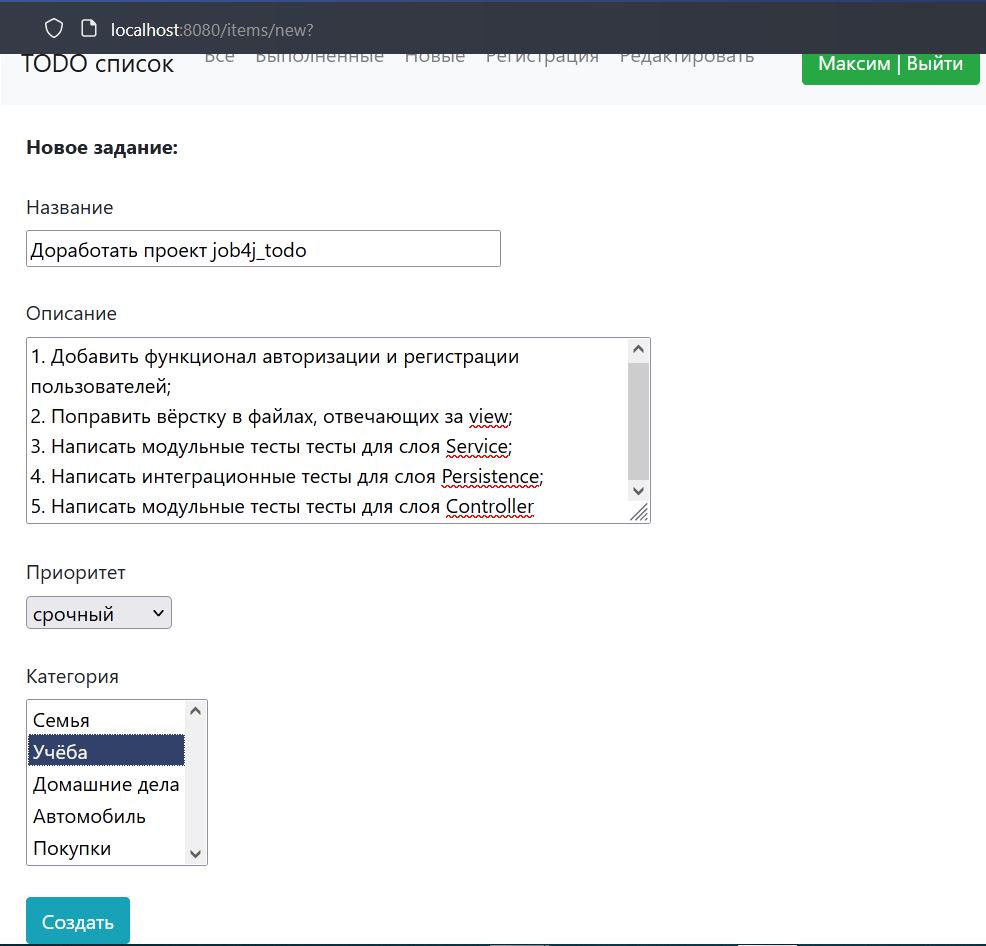 localhost:8080/items/new?
TODO список Все Выполненные Новые Регистрация Редактировать Максим | Выйти
Новое задание:
Название
Доработать проект job4j_todo
Описание
1. Добавить функционал авторизации и регистрации
пользователей;
2. Поправить вёрстку в файлах, отвечающих за view;
3. Написать модульные тесты тесты для слоя Service;
4. Написать интеграционные тесты для слоя Persistence;
5. Написать модульные тесты тесты для слоя Controller
Приоритет
срочный
Категория
Семья
Учёба
Домашние дела
Автомобиль
Покупки
Создать